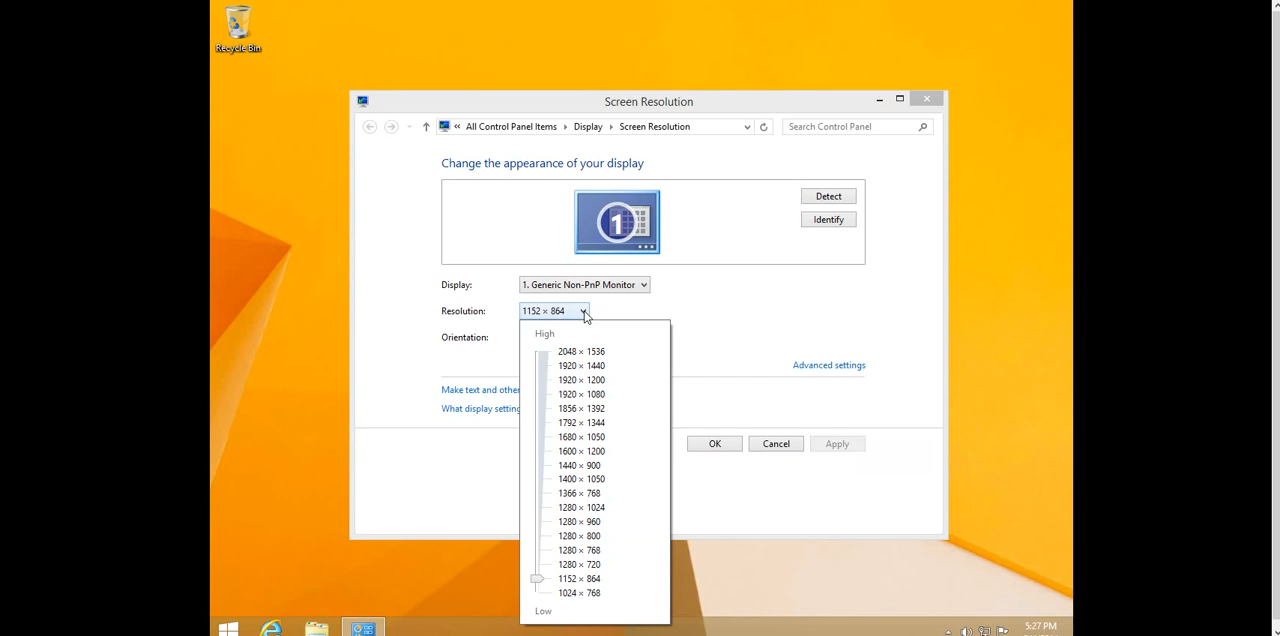 Recycle Bin
Screen Resolution
« All Control Panel Items Display Screen Resolution Search Control Panel
Change the appearance of your display
1
Detect
Identify
Display: 1. Generic Non-PnP Monitor
Resolution: 1152 × 864
Orientation:
High
2048 × 1536
1920 × 1440
1920 × 1200
1920 × 1080
1856 × 1392
1792 × 1344
1680 × 1050
1600 × 1200
1440 × 900
1400 × 1050
1366 × 768
1280 × 1024
1280 × 960
1280 × 800
1280 × 768
1280 × 720
1152 × 864
1024 × 768
Low
Advanced settings
Make text and other
What display setting
OK Cancel Apply
5:27 PM